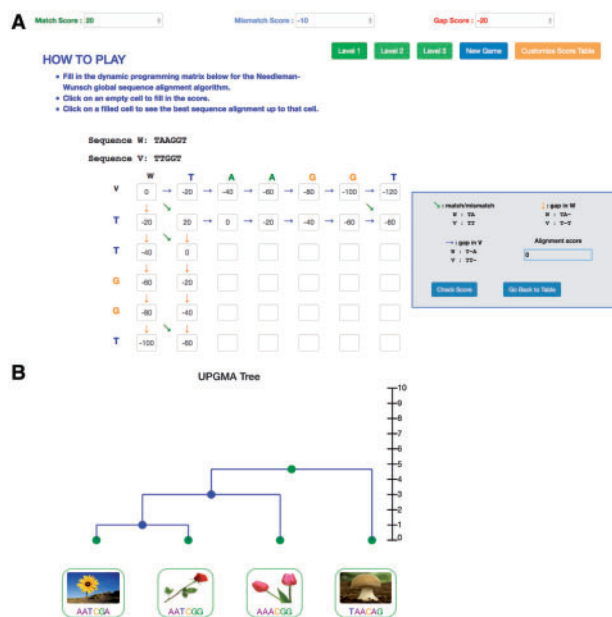 Match Score : 20 Mismatch Score : -10 Gap Score : -20
A
Level 1 Level 2 Level 3 New Game Customise Score Table
HOW TO PLAY
• Fill in the dynamic programming matrix below for the Needleman-
Wunsch global sequence alignment algorithm.
• Click on an empty cell to fill in the score.
• Click on a filled cell to see the best sequence alignment up to that cell.
Sequence W: TAAGGT
Sequence V: TTGGT
W T A A G G T
V 0 → -20 → -40 → -60 → -80 → -100 → -120
↓ ↘ ↘
T -20 20 → 0 → -20 → -40 → -60 → -80
↓ ↘ ↓
T -40 0
↓ ↓
G -60 -20
↓ ↓
G -80 -40
↓ ↘ ↓
T -100 -60
↘ : match/mismatch ↓ : gap in W
W : TA W : TA-
V : TT V : T-T
→ : gap in V Alignment score
W : T-A 0
V : TT-
Check Score Go Back to Table
B
UPGMA Tree
10
9
8
7
6
5
4
3
2
1
0
AATCGA AATCGG AAACGG TAACAG